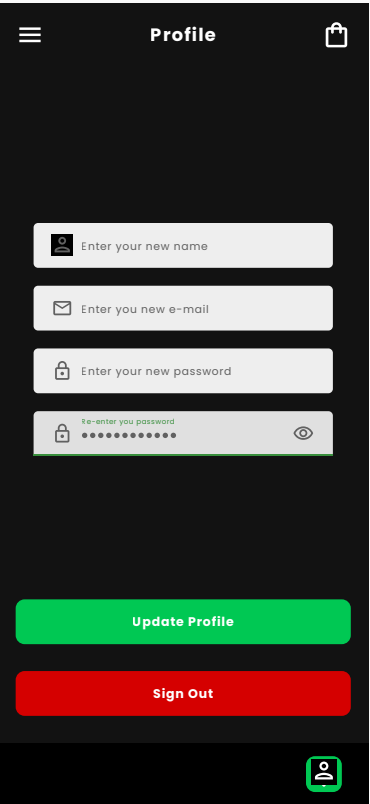 Profile
Enter your new name
Enter you new e-mail
Enter your new password
Re-enter you password
••••••••••••
Update Profile
Sign Out